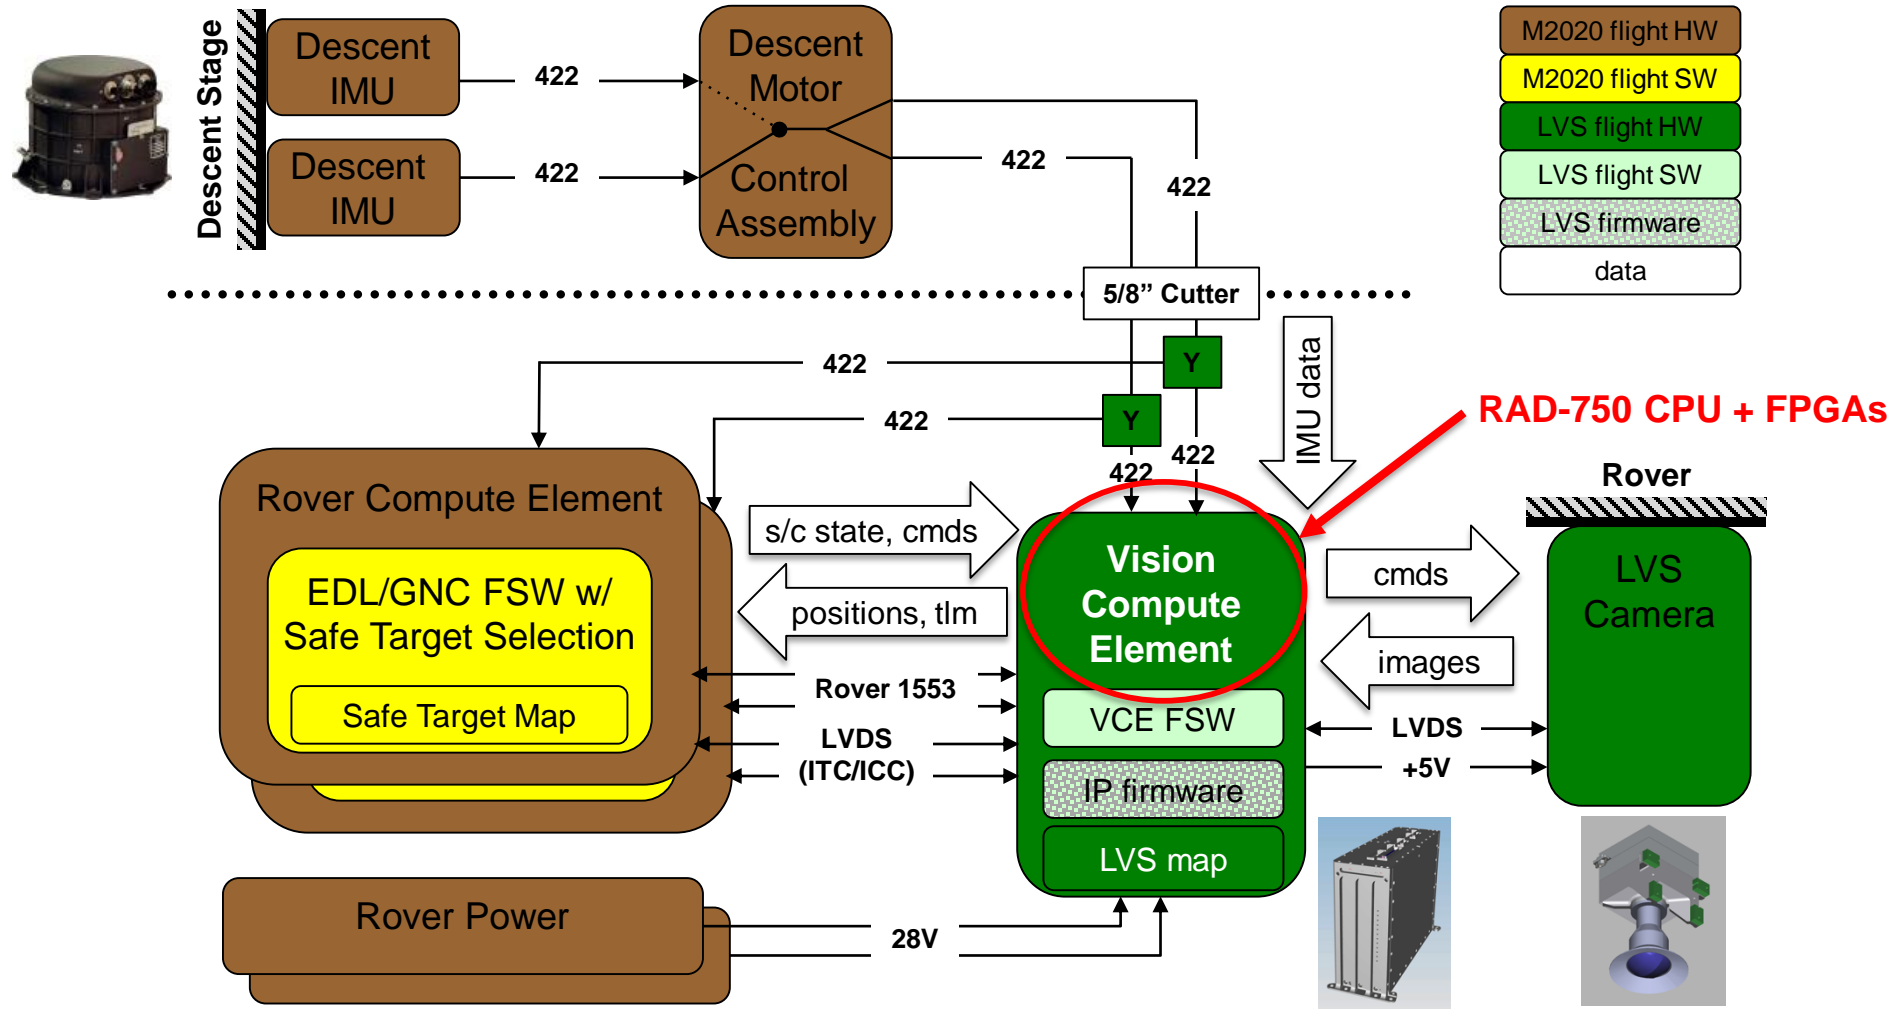 Descent Stage
Descent
IMU
422
Descent
IMU
422
Descent
Motor
Control
Assembly
422
422
M2020 flight HW
M2020 flight SW
LVS flight HW
LVS flight SW
LVS firmware
data
5/8” Cutter
Y
422
Y
422
422
422
IMU data
RAD-750 CPU + FPGAs
Rover
Rover Compute Element
EDL/GNC FSW w/
Safe Target Selection
Safe Target Map
s/c state, cmds
positions, tlm
Rover 1553
LVDS
(ITC/ICC)
Vision
Compute
Element
VCE FSW
IP firmware
LVS map
cmds
images
LVDS
+5V
LVS
Camera
Rover Power
28V